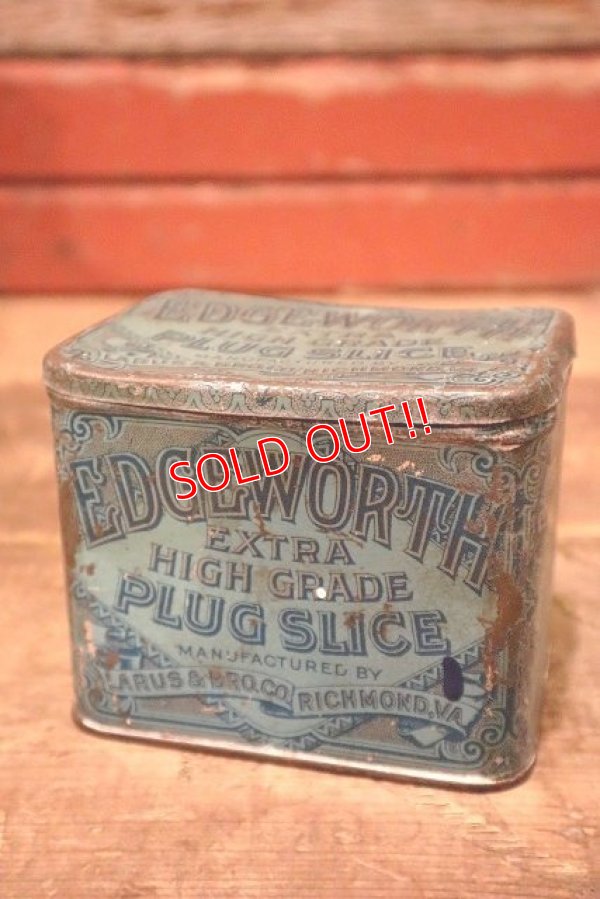 EDGEWORTH
HIGH GRADE
PLUG SLICE
SOLD OUT!!
EDGEWORTH
EXTRA
HIGH GRADE
PLUG SLICE
MANUFACTURED BY
LARUS & BRO. CO.
RICHMOND, VA.